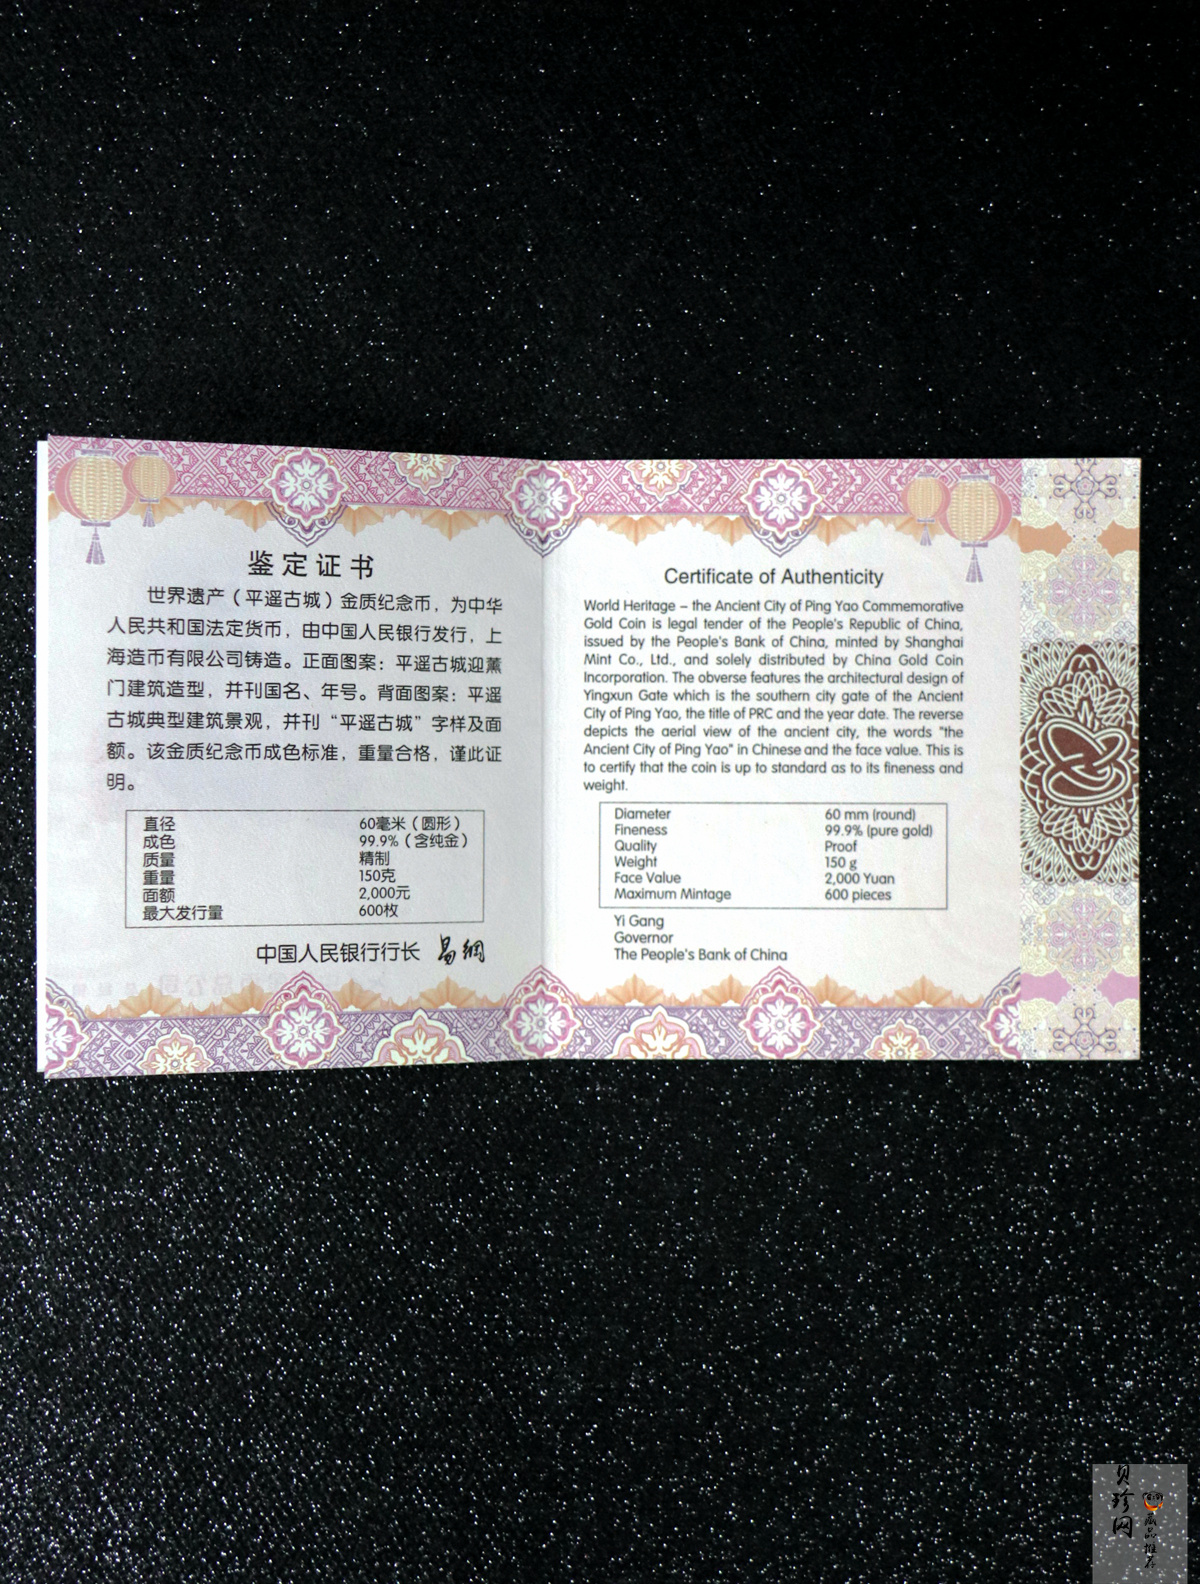 鉴定证书
世界遗产（平遥古城）金质纪念币，为中华
人民共和国法定货币，由中国人民银行发行，上
海造币有限公司铸造。正面图案：平遥古城迎薰
门建筑造型，并刊国名、年号。背面图案：平遥
古城典型建筑景观，并刊“平遥古城”字样及面
额。该金质纪念币成色标准，重量合格，谨此证
明。
直径 60毫米（圆形）
成色 99.9%（含纯金）
质量 精制
重量 150克
面额 2,000元
最大发行量 600枚
中国人民银行行长 易纲
Certificate of Authenticity
World Heritage – the Ancient City of Ping Yao Commemorative
Gold Coin is legal tender of the People's Republic of China,
issued by the People's Bank of China, minted by Shanghai
Mint Co., Ltd., and solely distributed by China Gold Coin
Incorporation. The obverse features the architectural design of
Yingxun Gate which is the southern city gate of the Ancient
City of Ping Yao, the title of PRC and the year date. The reverse
depicts the aerial view of the ancient city, the words "the
Ancient City of Ping Yao" in Chinese and the face value. This is
to certify that the coin is up to standard as to its fineness and
weight.
Diameter 60 mm (round)
Fineness 99.9% (pure gold)
Quality Proof
Weight 150 g
Face Value 2,000 Yuan
Maximum Mintage 600 pieces
Yi Gang
Governor
The People's Bank of China
贝珍网
藏品推荐